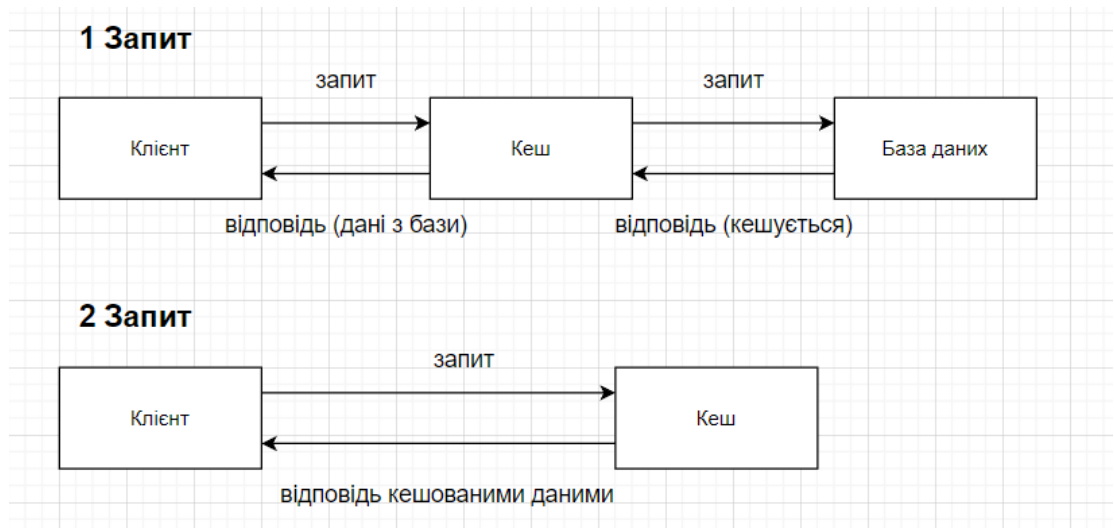 1 Запит
запит
запит
Клієнт
Кеш
База даних
відповідь (дані з бази)
відповідь (кешується)
2 Запит
запит
Клієнт
Кеш
відповідь кешованими даними